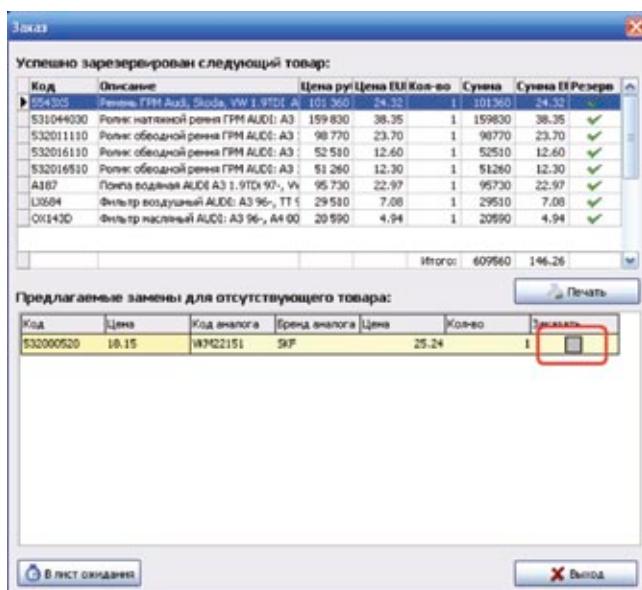 Заказ
Успешно зарезервирован следующий товар:
Код Описание Цена руб Цена EUI Кол-во Сумма Сумма EI Резерв
5543XS Ремень ГРМ Audi, Skoda, VW 1.9TDI A 101 360 24.32 1 101360 24.32
531044030 Ролик натяжной ремня ГРМ AUDI: A3 159 830 38.35 1 159830 38.35
532011110 Ролик обводной ремня ГРМ AUDI: A3 98 770 23.70 1 98770 23.70
532016110 Ролик обводной ремня ГРМ AUDI: A3 52 510 12.60 1 52510 12.60
532016510 Ролик обводной ремня ГРМ AUDI: A3 51 260 12.30 1 51260 12.30
A187 Помпа водяная AUDI A3 1.9TDi 97-, VW 95 730 22.97 1 95730 22.97
LX684 Фильтр воздушный AUDI: A3 96-, TT 9 29 510 7.08 1 29510 7.08
OX143D Фильтр масляный AUDI: A3 96-, A4 00 20 590 4.94 1 20590 4.94
Итого: 609560 146.26
Печать
Предлагаемые замены для отсутствующего товара:
Код Цена Код аналога Бренд аналога Цена Кол-во Заказать
532000520 18.15 VKM22151 SKF 25.24 1
В лист ожидания
Выход